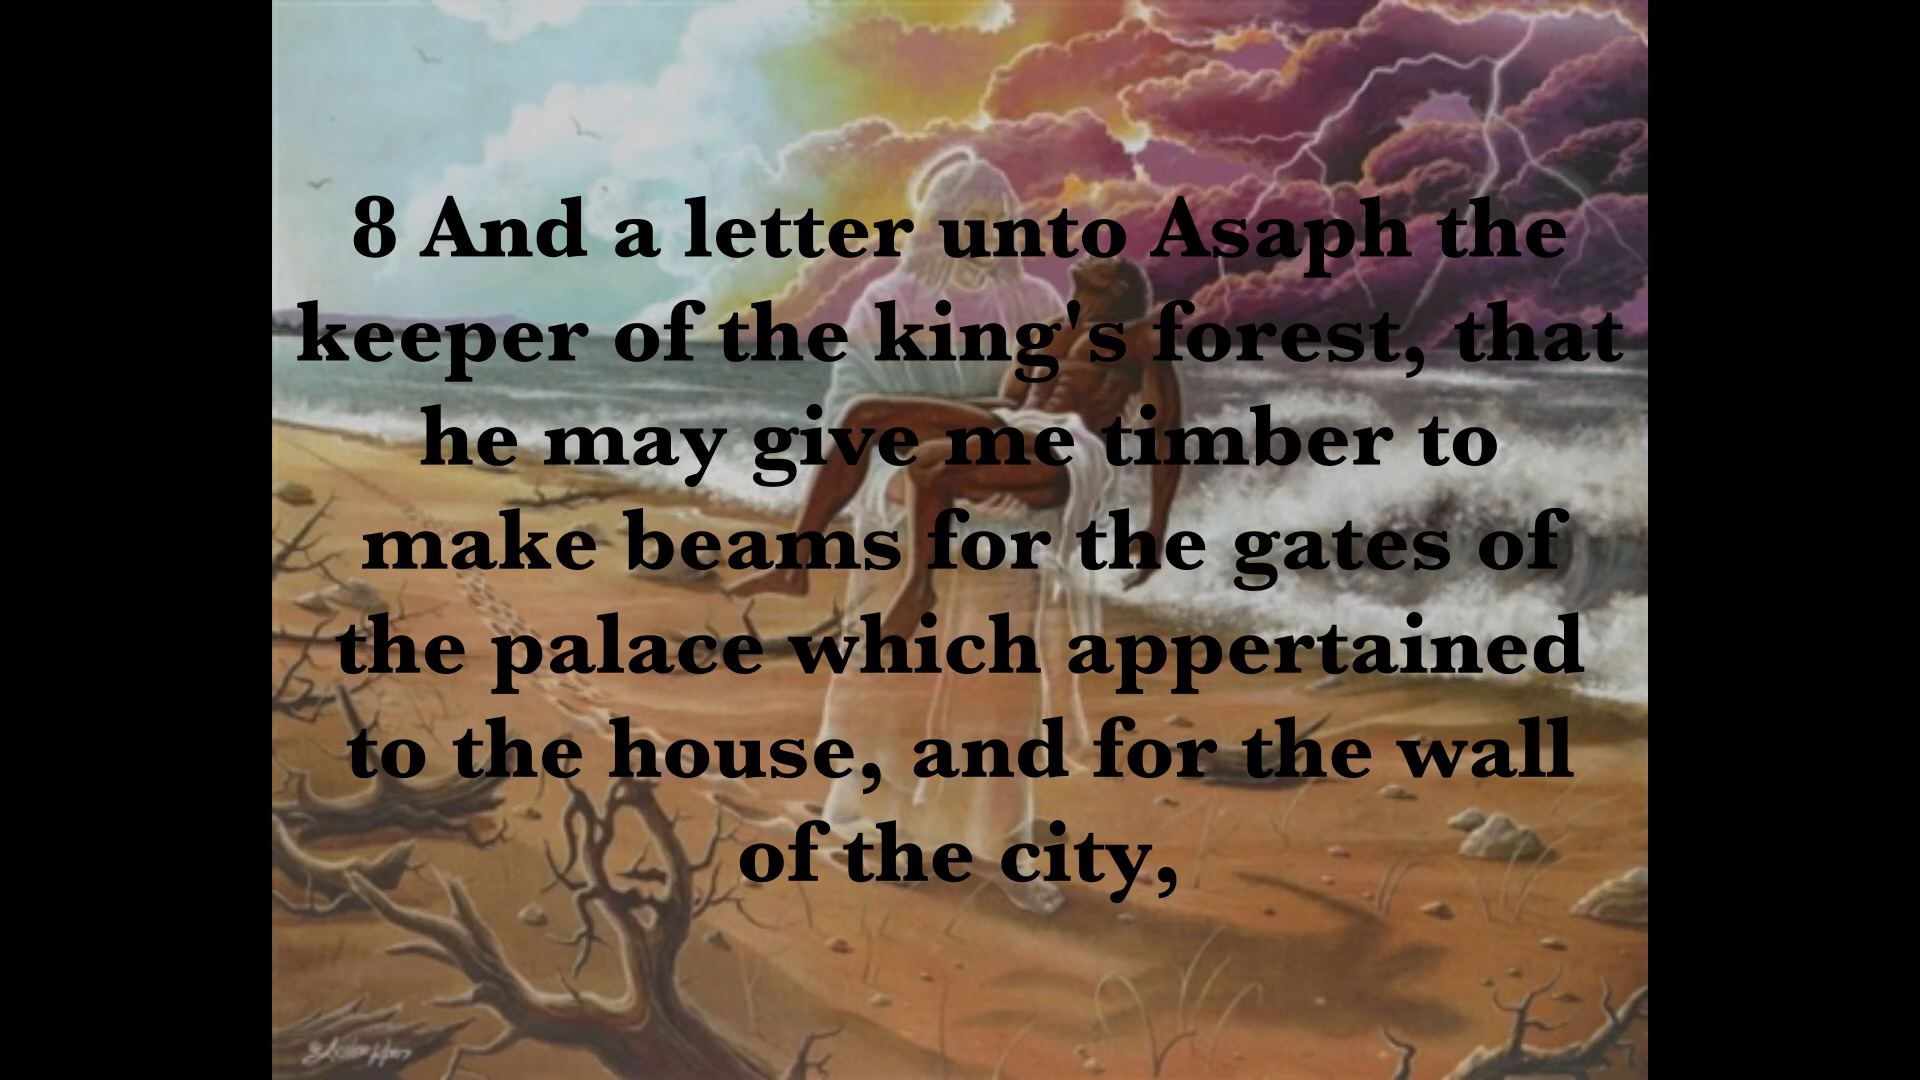 8 And a letter unto Asaph the
keeper of the king's forest, that
he may give me timber to
make beams for the gates of
the palace which appertained
to the house, and for the wall
of the city,